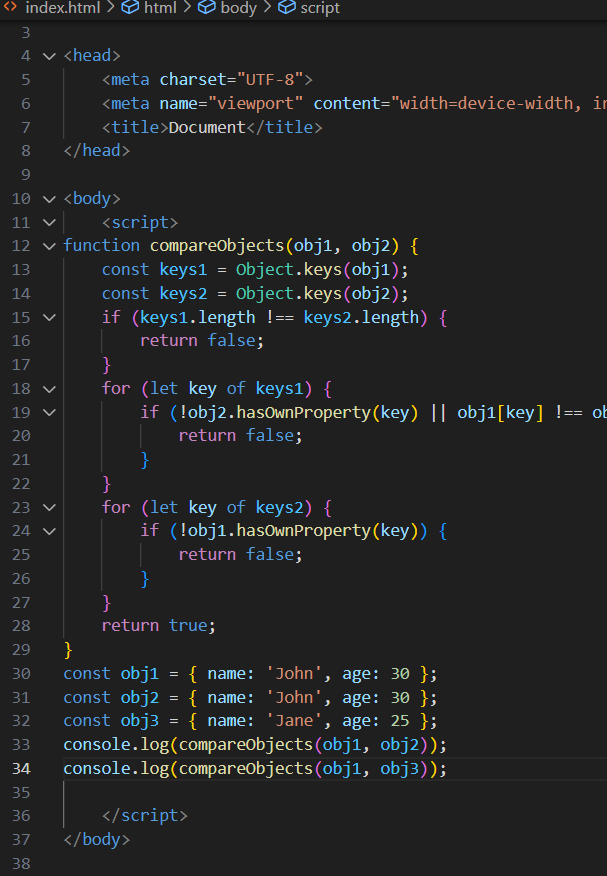 index.html > html > body > script
3
4 <head>
5     <meta charset="UTF-8">
6     <meta name="viewport" content="width=device-width, in
7     <title>Document</title>
8 </head>
9
10 <body>
11     <script>
12 function compareObjects(obj1, obj2) {
13     const keys1 = Object.keys(obj1);
14     const keys2 = Object.keys(obj2);
15     if (keys1.length !== keys2.length) {
16         return false;
17     }
18     for (let key of keys1) {
19         if (!obj2.hasOwnProperty(key) || obj1[key] !== ob
20             return false;
21         }
22     }
23     for (let key of keys2) {
24         if (!obj1.hasOwnProperty(key)) {
25             return false;
26         }
27     }
28     return true;
29 }
30 const obj1 = { name: 'John', age: 30 };
31 const obj2 = { name: 'John', age: 30 };
32 const obj3 = { name: 'Jane', age: 25 };
33 console.log(compareObjects(obj1, obj2));
34 console.log(compareObjects(obj1, obj3));
35
36     </script>
37 </body>
38